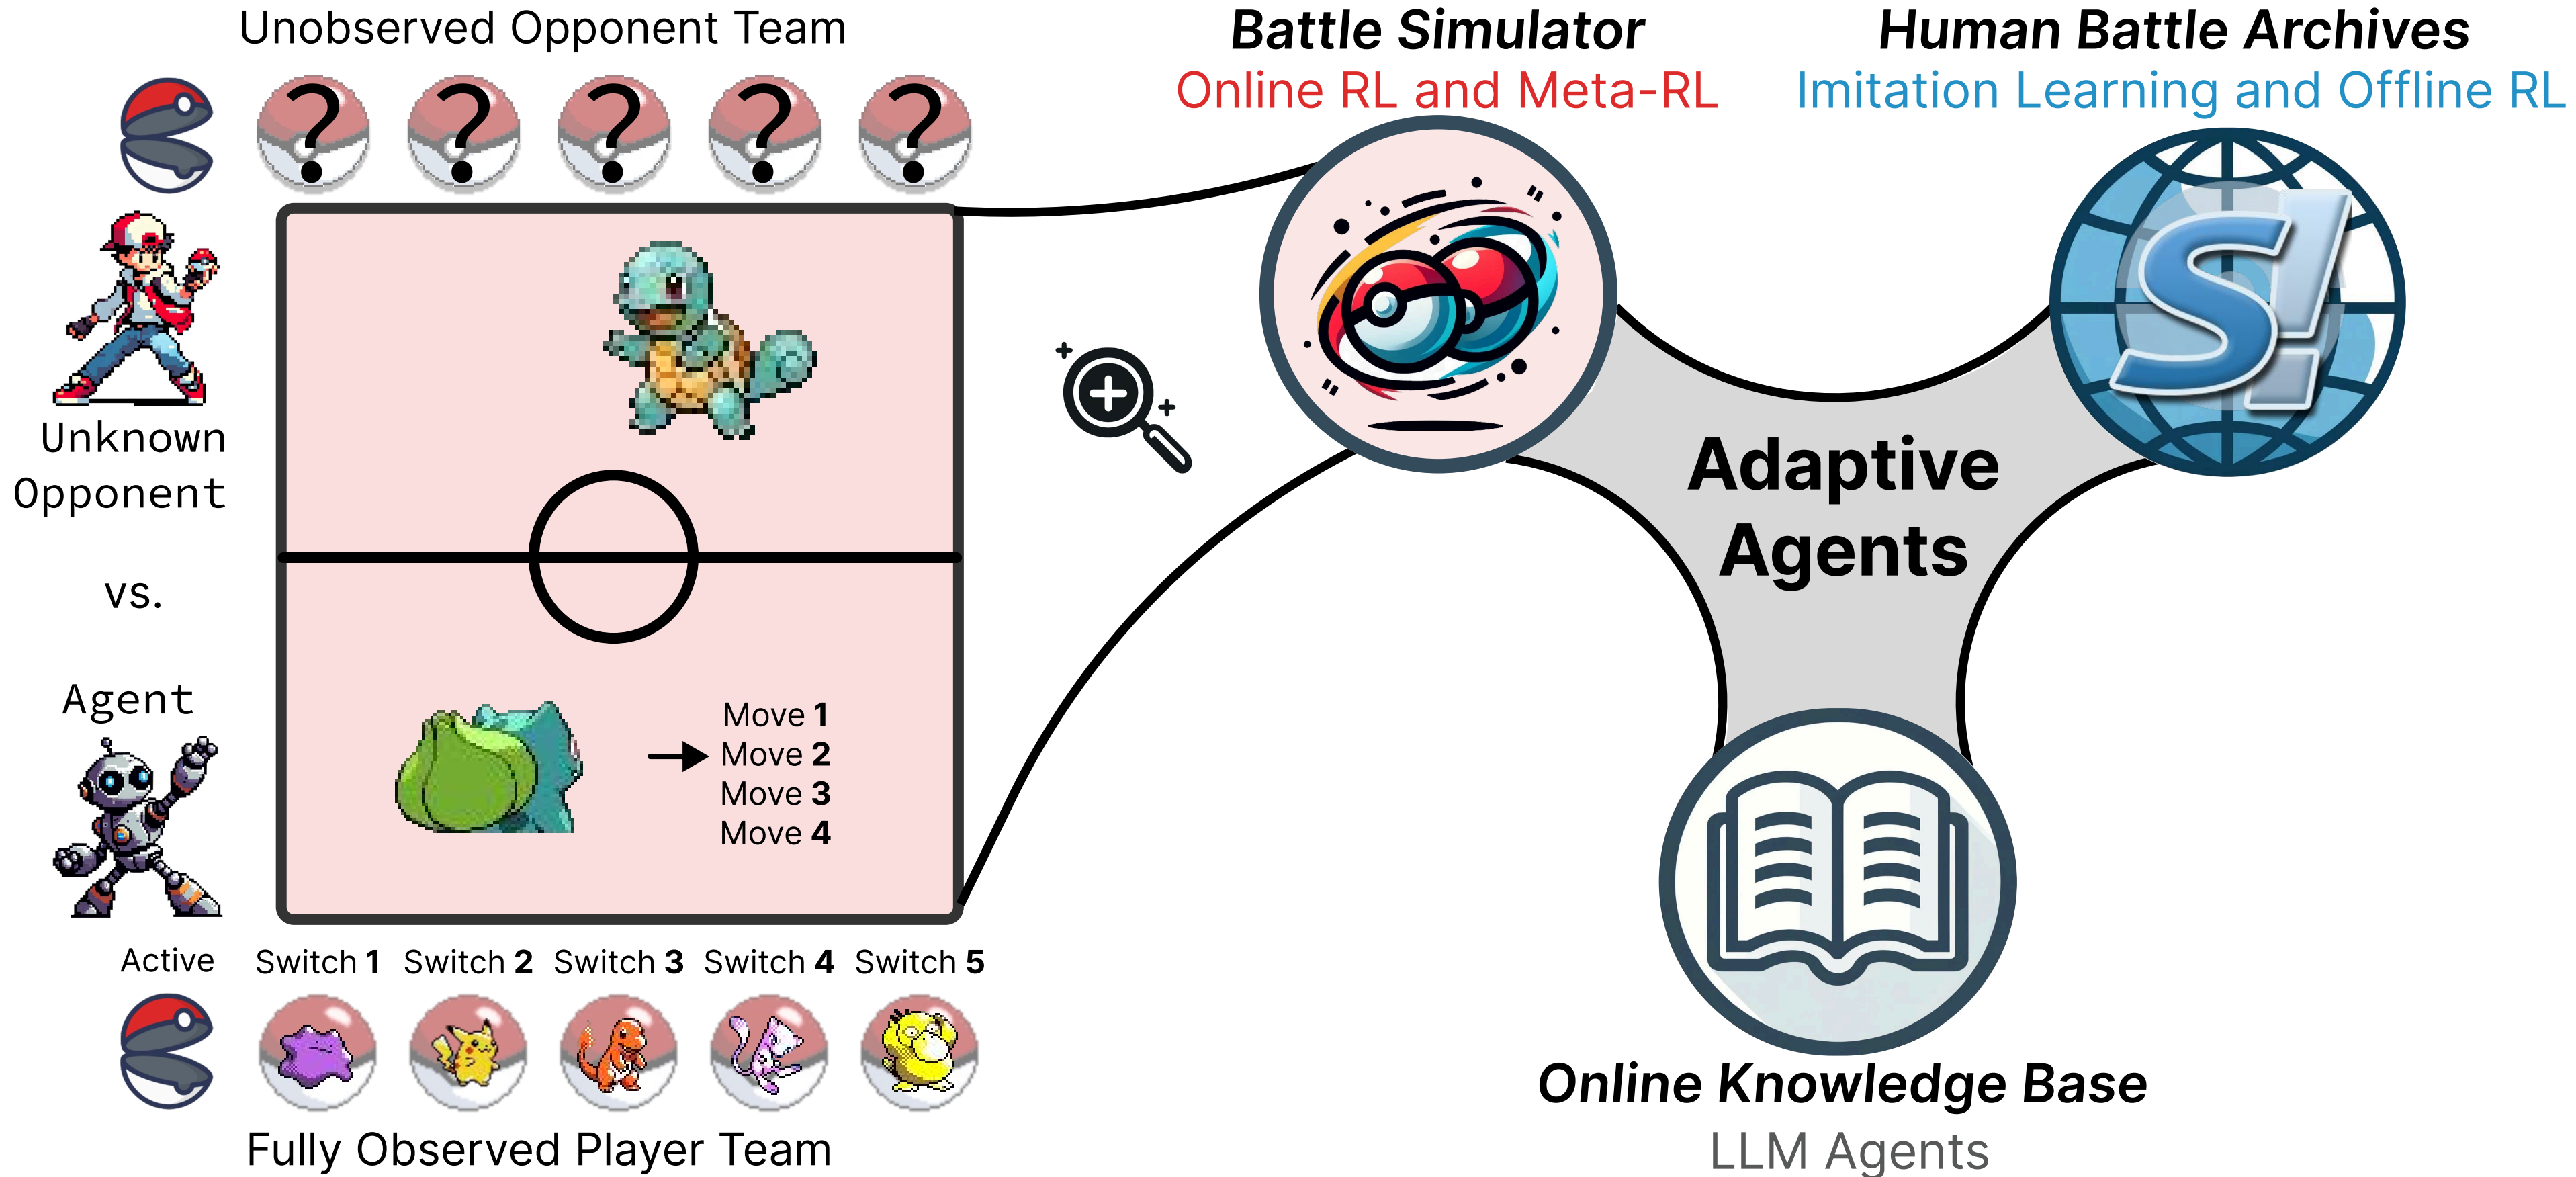 Unobserved Opponent Team
? ? ? ? ?
Unknown
Opponent
vs.
Agent
Move 1
Move 2
Move 3
Move 4
Active Switch 1 Switch 2 Switch 3 Switch 4 Switch 5
Fully Observed Player Team
Battle Simulator
Online RL and Meta-RL
Human Battle Archives
Imitation Learning and Offline RL
S!
Adaptive
Agents
Online Knowledge Base
LLM Agents